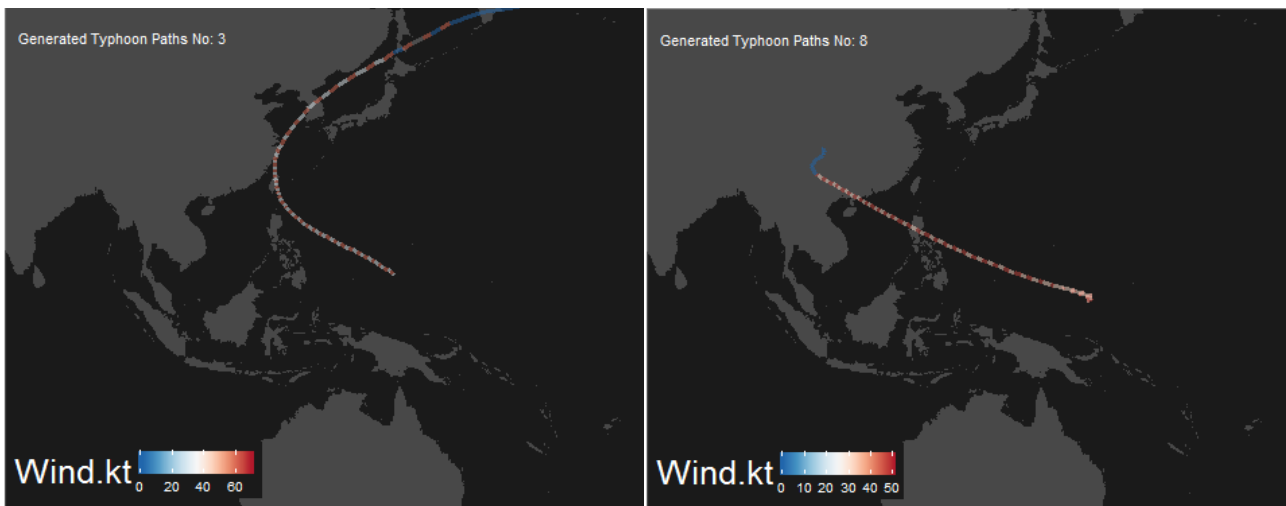 Generated Typhoon Paths No: 3
Wind.kt
0 20 40 60
Generated Typhoon Paths No: 8
Wind.kt
0 10 20 30 40 50